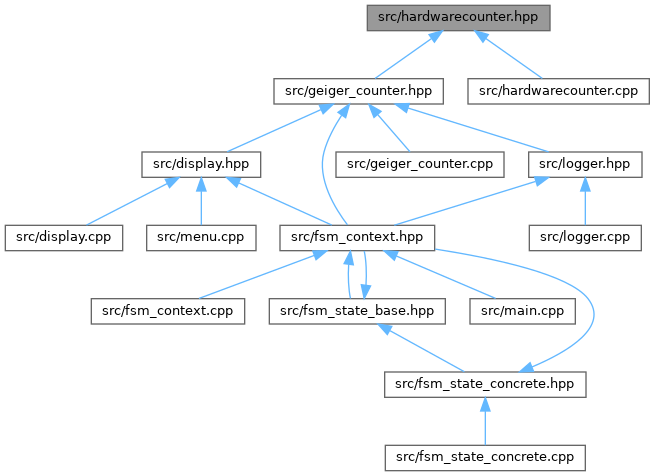 src/hardwarecounter.hpp
src/geiger_counter.hpp
src/hardwarecounter.cpp
src/display.hpp
src/geiger_counter.cpp
src/logger.hpp
src/display.cpp
src/menu.cpp
src/fsm_context.hpp
src/logger.cpp
src/fsm_context.cpp
src/fsm_state_base.hpp
src/main.cpp
src/fsm_state_concrete.hpp
src/fsm_state_concrete.cpp